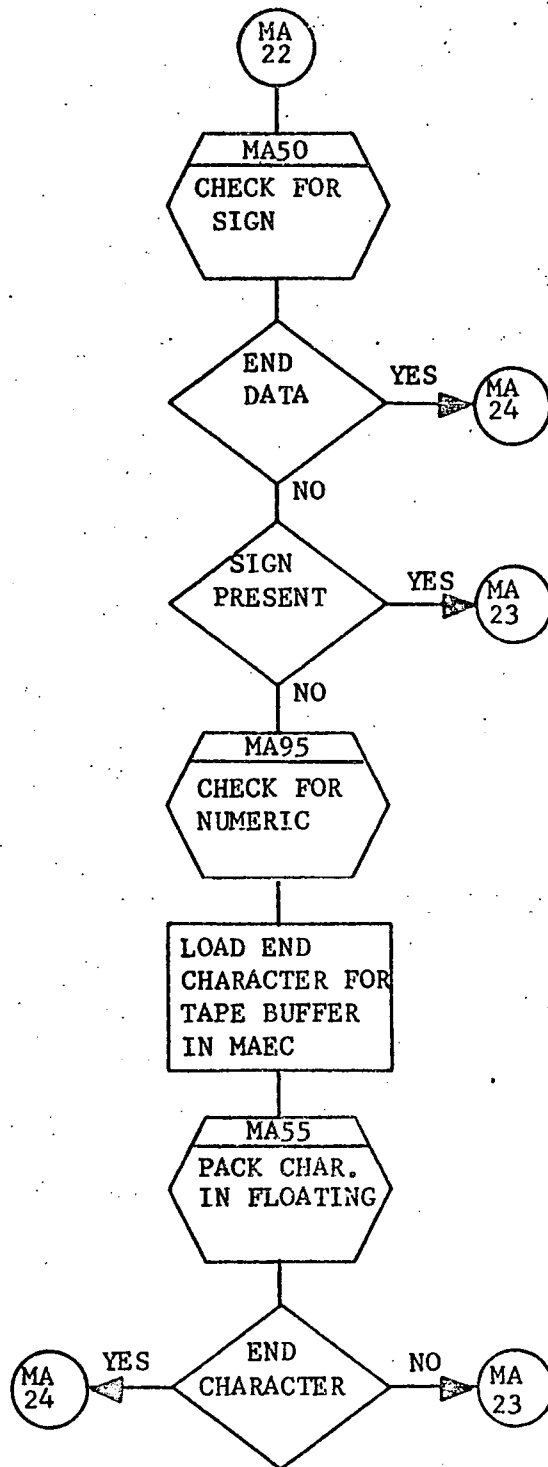 MA
22
MA50
CHECK FOR
SIGN
END
DATA
YES
MA
24
NO
SIGN
PRESENT
YES
MA
23
NO
MA95
CHECK FOR
NUMERIC
LOAD END
CHARACTER FOR
TAPE BUFFER
IN MAEC
MA55
PACK CHAR.
IN FLOATING
MA
24
YES
END
CHARACTER
NO
MA
23